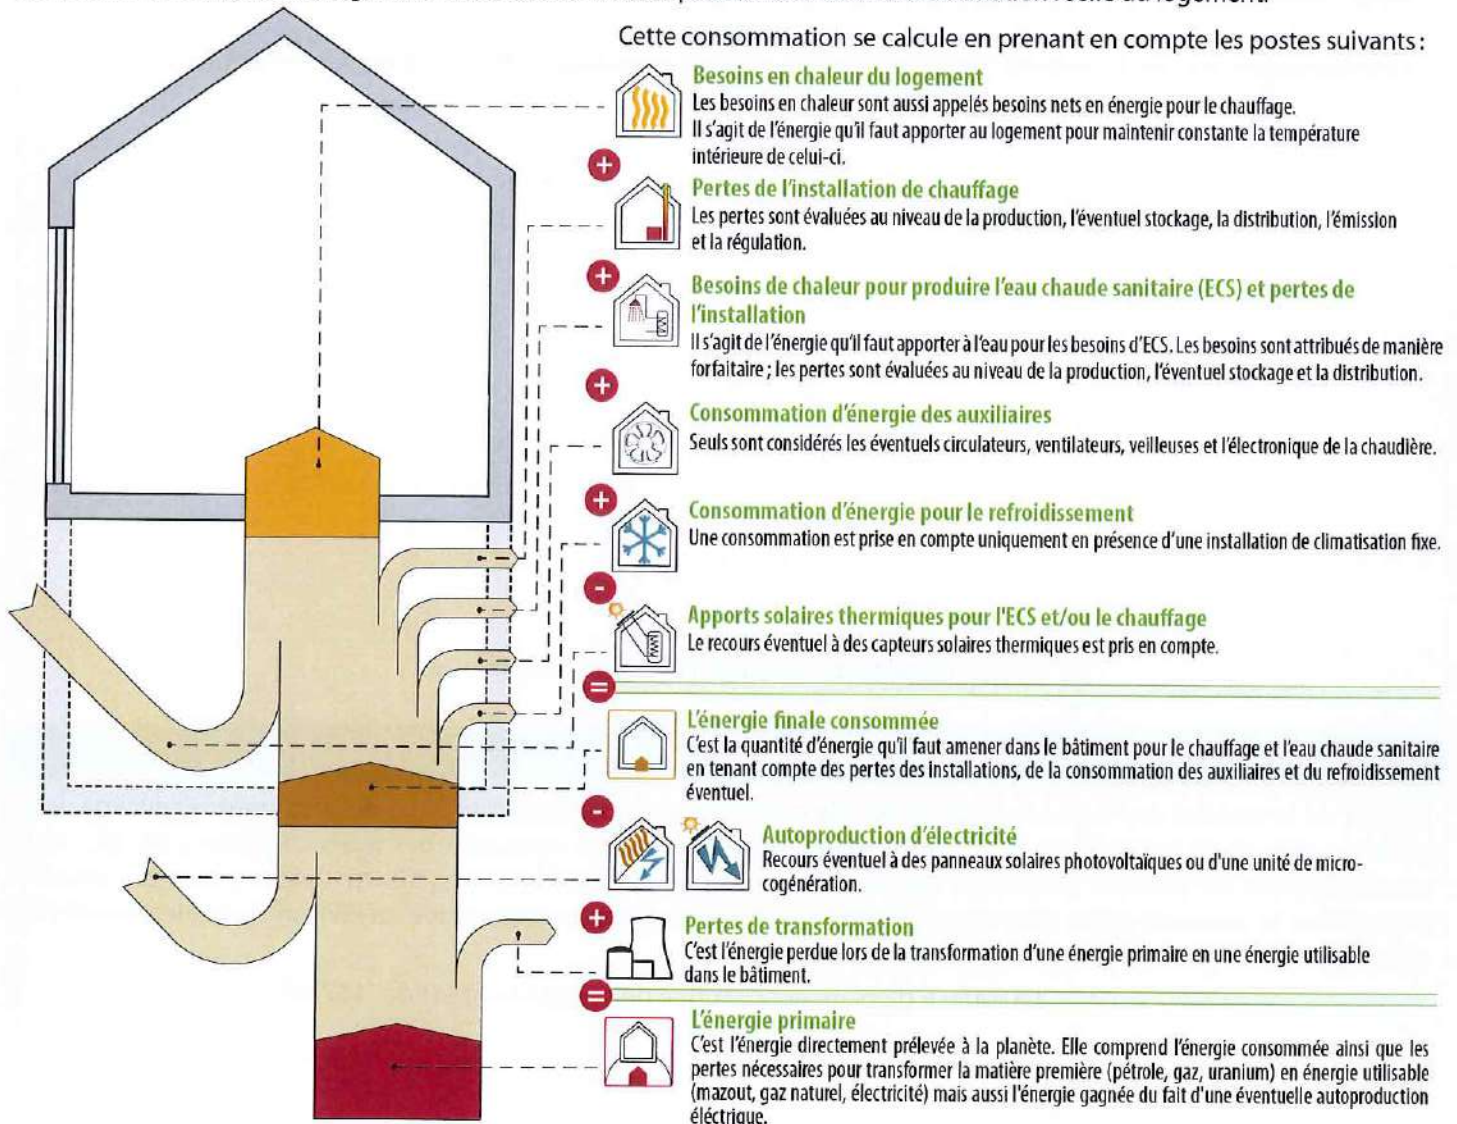 Cette consommation se calcule en prenant en compte les postes suivants :
Besoins en chaleur du logement
Les besoins en chaleur sont aussi appelés besoins nets en énergie pour le chauffage.
Il s'agit de l'énergie qu'il faut apporter au logement pour maintenir constante la température
intérieure de celui-ci.
+
Pertes de l'installation de chauffage
Les pertes sont évaluées au niveau de la production, l'éventuel stockage, la distribution, l'émission
et la régulation.
+
Besoins de chaleur pour produire l'eau chaude sanitaire (ECS) et pertes de
l'installation
Il s'agit de l'énergie qu'il faut apporter à l'eau pour les besoins d'ECS. Les besoins sont attribués de manière
forfaitaire ; les pertes sont évaluées au niveau de la production, l'éventuel stockage et la distribution.
+
Consommation d'énergie des auxiliaires
Seuls sont considérés les éventuels circulateurs, ventilateurs, veilleuses et l'électronique de la chaudière.
+
Consommation d'énergie pour le refroidissement
Une consommation est prise en compte uniquement en présence d'une installation de climatisation fixe.
-
Apports solaires thermiques pour l'ECS et/ou le chauffage
Le recours éventuel à des capteurs solaires thermiques est pris en compte.
=
L'énergie finale consommée
C'est la quantité d'énergie qu'il faut amener dans le bâtiment pour le chauffage et l'eau chaude sanitaire
en tenant compte des pertes des installations, de la consommation des auxiliaires et du refroidissement
éventuel.
-
Autoproduction d'électricité
Recours éventuel à des panneaux solaires photovoltaïques ou d'une unité de micro-
cogénération.
+
Pertes de transformation
C'est l'énergie perdue lors de la transformation d'une énergie primaire en une énergie utilisable
dans le bâtiment.
=
L'énergie primaire
C'est l'énergie directement prélevée à la planète. Elle comprend l'énergie consommée ainsi que les
pertes nécessaires pour transformer la matière première (pétrole, gaz, uranium) en énergie utilisable
(mazout, gaz naturel, électricité) mais aussi l'énergie gagnée du fait d'une éventuelle autoproduction
éléctrique.